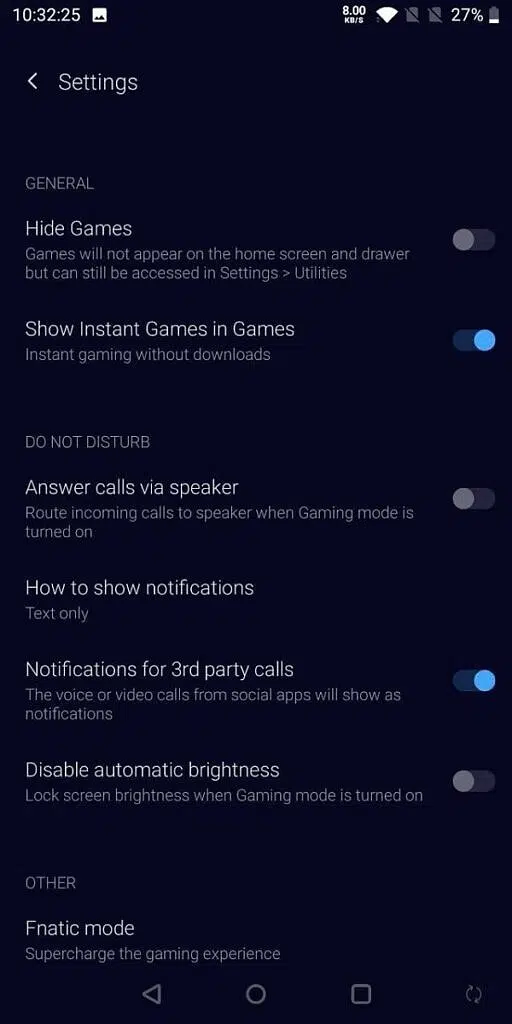 10:32:25 8.00 KB/S 27%
Settings
GENERAL
Hide Games
Games will not appear on the home screen and drawer
but can still be accessed in Settings > Utilities
Show Instant Games in Games
Instant gaming without downloads
DO NOT DISTURB
Answer calls via speaker
Route incoming calls to speaker when Gaming mode is
turned on
How to show notifications
Text only
Notifications for 3rd party calls
The voice or video calls from social apps will show as
notifications
Disable automatic brightness
Lock screen brightness when Gaming mode is turned on
OTHER
Fnatic mode
Supercharge the gaming experience